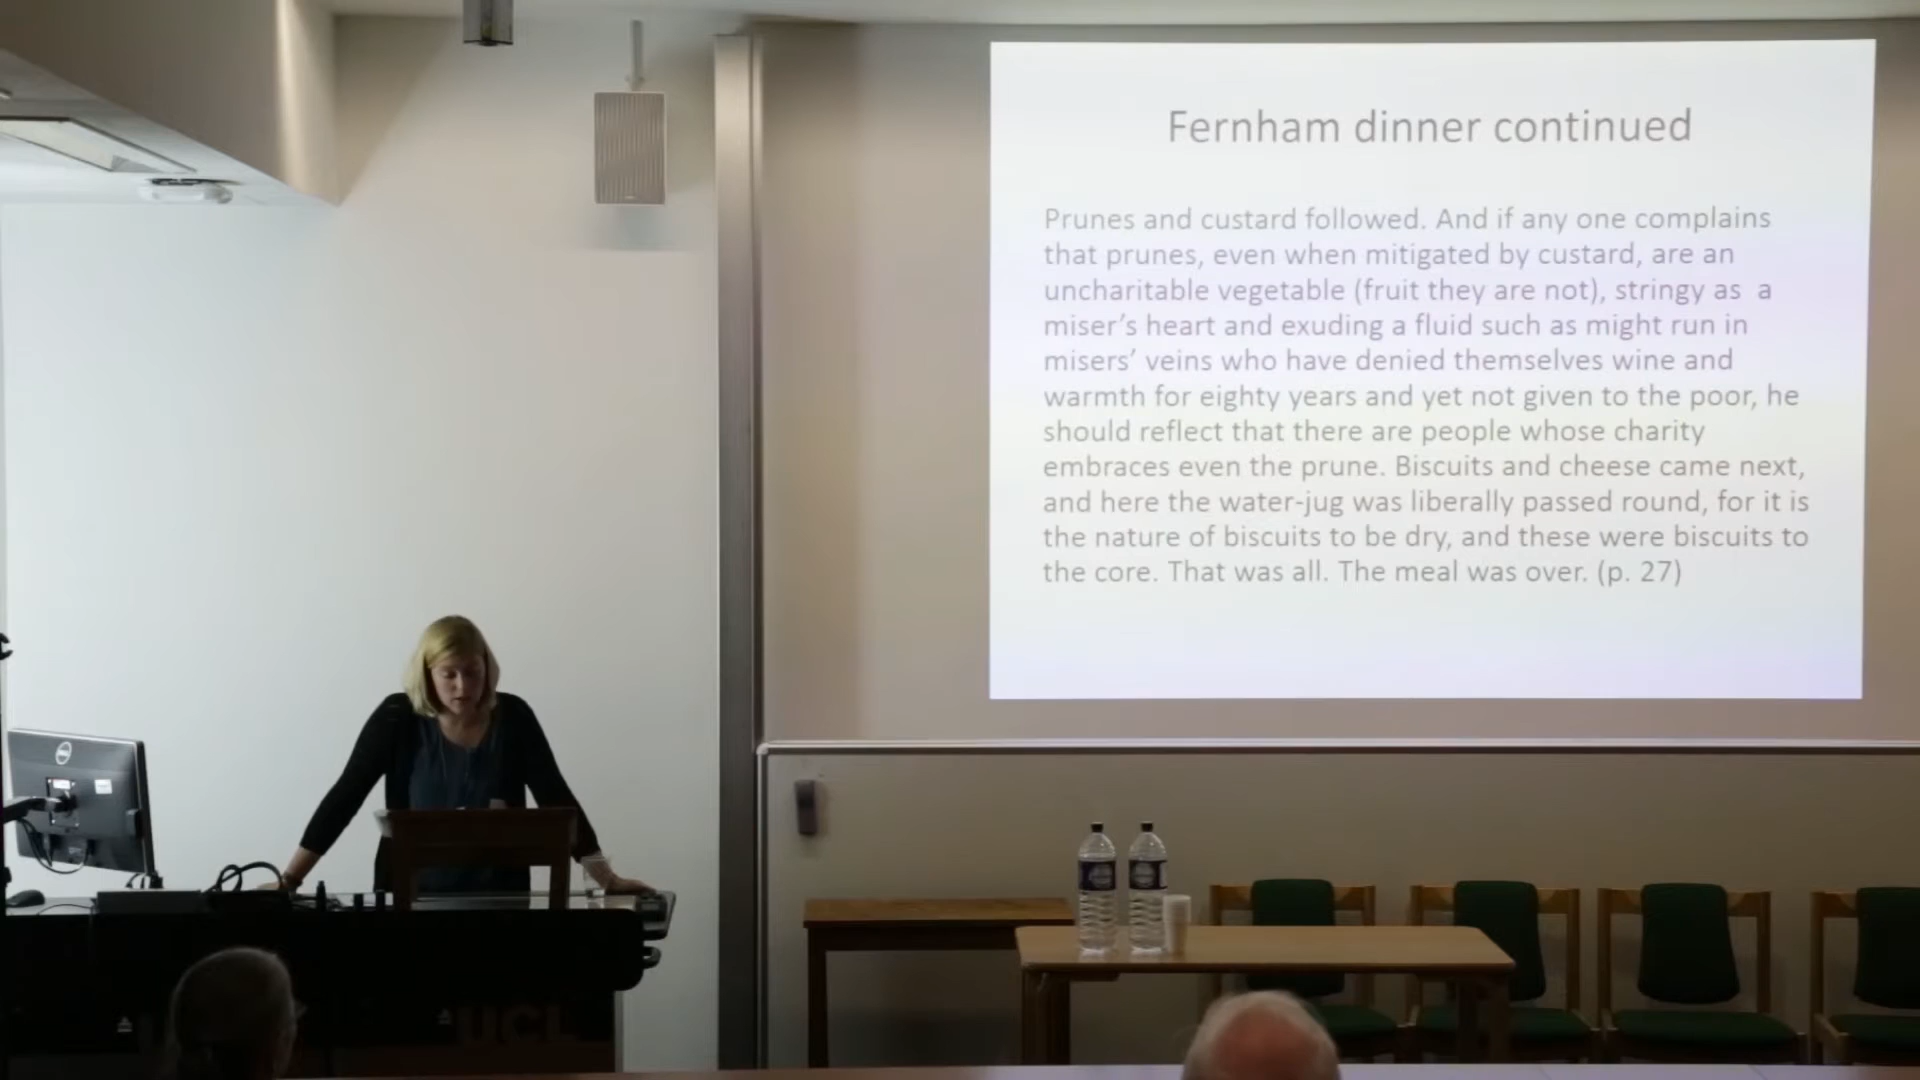 Fernham dinner continued
Prunes and custard followed. And if any one complains
that prunes, even when mitigated by custard, are an
uncharitable vegetable (fruit they are not), stringy as  a
miser’s heart and exuding a fluid such as might run in
misers’ veins who have denied themselves wine and
warmth for eighty years and yet not given to the poor, he
should reflect that there are people whose charity
embraces even the prune. Biscuits and cheese came next,
and here the water-jug was liberally passed round, for it is
the nature of biscuits to be dry, and these were biscuits to
the core. That was all. The meal was over. (p. 27)
DELL
UCL